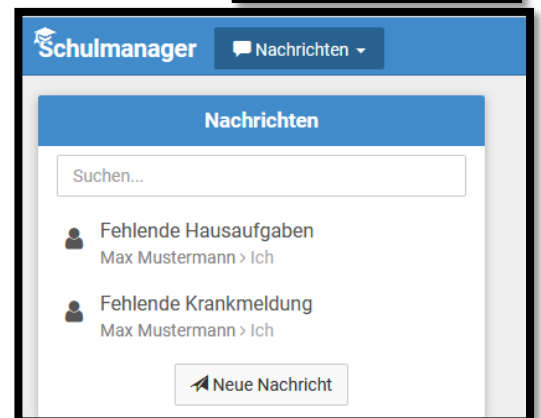 Schulmanager
Nachrichten
Nachrichten
Suchen...
Fehlende Hausaufgaben
Max Mustermann > Ich
Fehlende Krankmeldung
Max Mustermann > Ich
Neue Nachricht